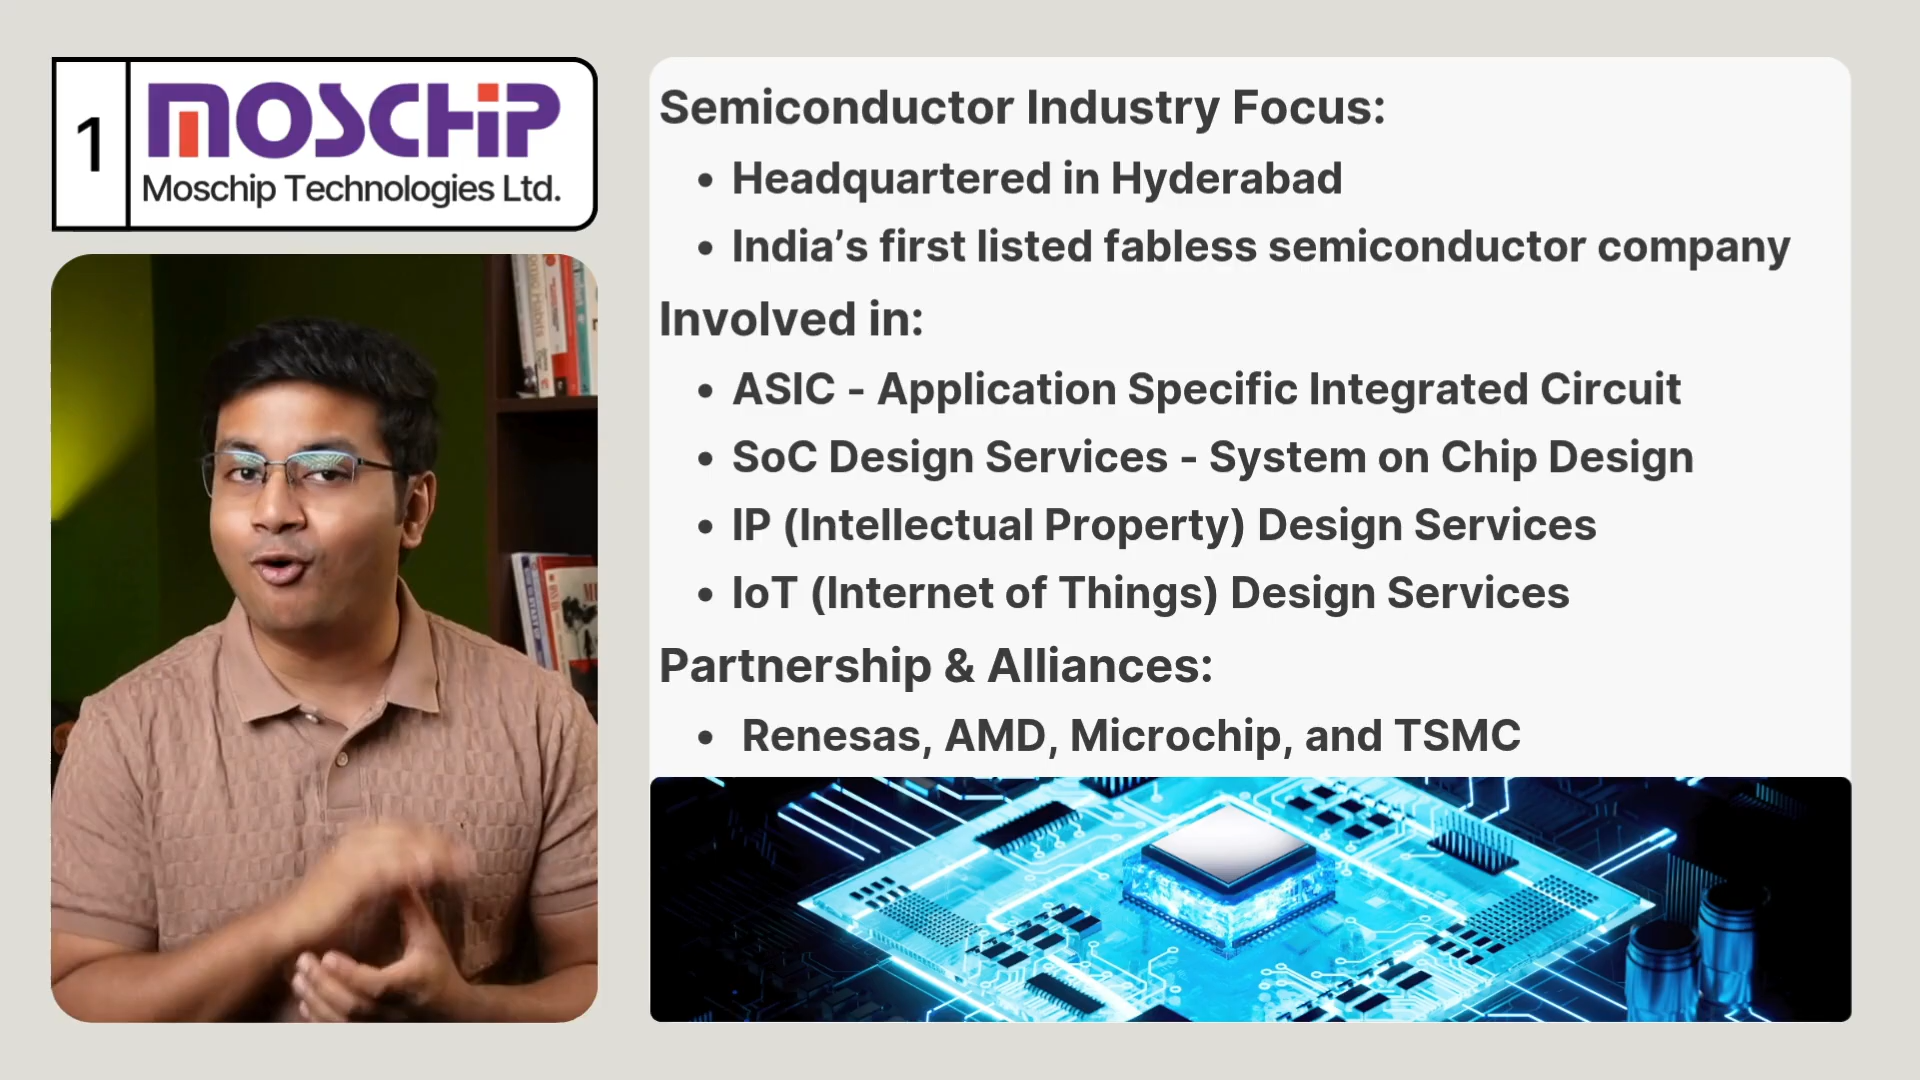 1
MOSCHIP
Moschip Technologies Ltd.
Semiconductor Industry Focus:
• Headquartered in Hyderabad
• India’s first listed fabless semiconductor company
Involved in:
• ASIC - Application Specific Integrated Circuit
• SoC Design Services - System on Chip Design
• IP (Intellectual Property) Design Services
• IoT (Internet of Things) Design Services
Partnership & Alliances:
• Renesas, AMD, Microchip, and TSMC